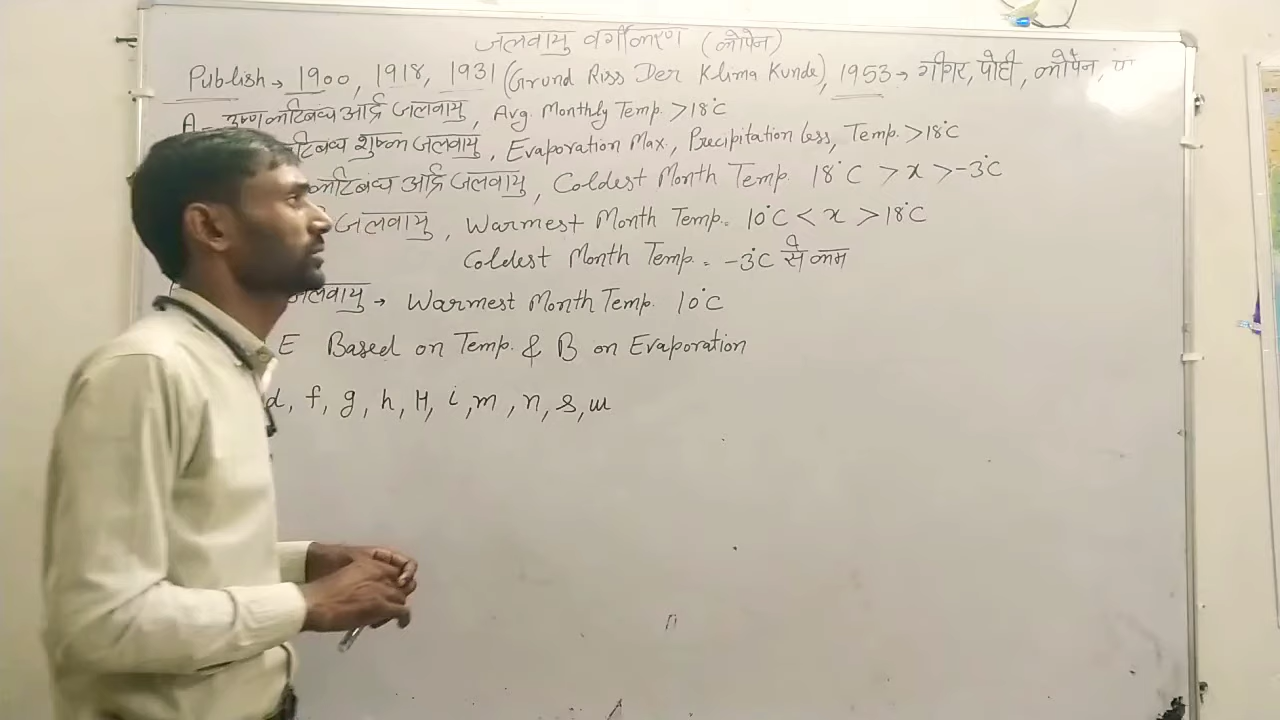 जलवायु वर्गीकरण (कोपेन)
Publish → 1900, 1918, 1931 (Grund Riss Der Klima Kunde), 1953 → गीगर, पोही, कोपेन,
A - उष्णकटिबंधव आर्द्र जलवायु, Avg. Monthly Temp. >18°C
टिबंधव शुष्क जलवायु, Evaporation Max., Precipitation less, Temp. >18°C
कटिबंधव आर्द्र जलवायु, Coldest Month Temp. 18°C > x > -3°C
जलवायु, Warmest Month Temp. 10°C < x > 18°C
Coldest Month Temp. = -3°C से कम
जलवायु → Warmest Month Temp. 10°C
E Based on Temp. & B on Evaporation
d, f, g, h, H, i, m, n, s, w